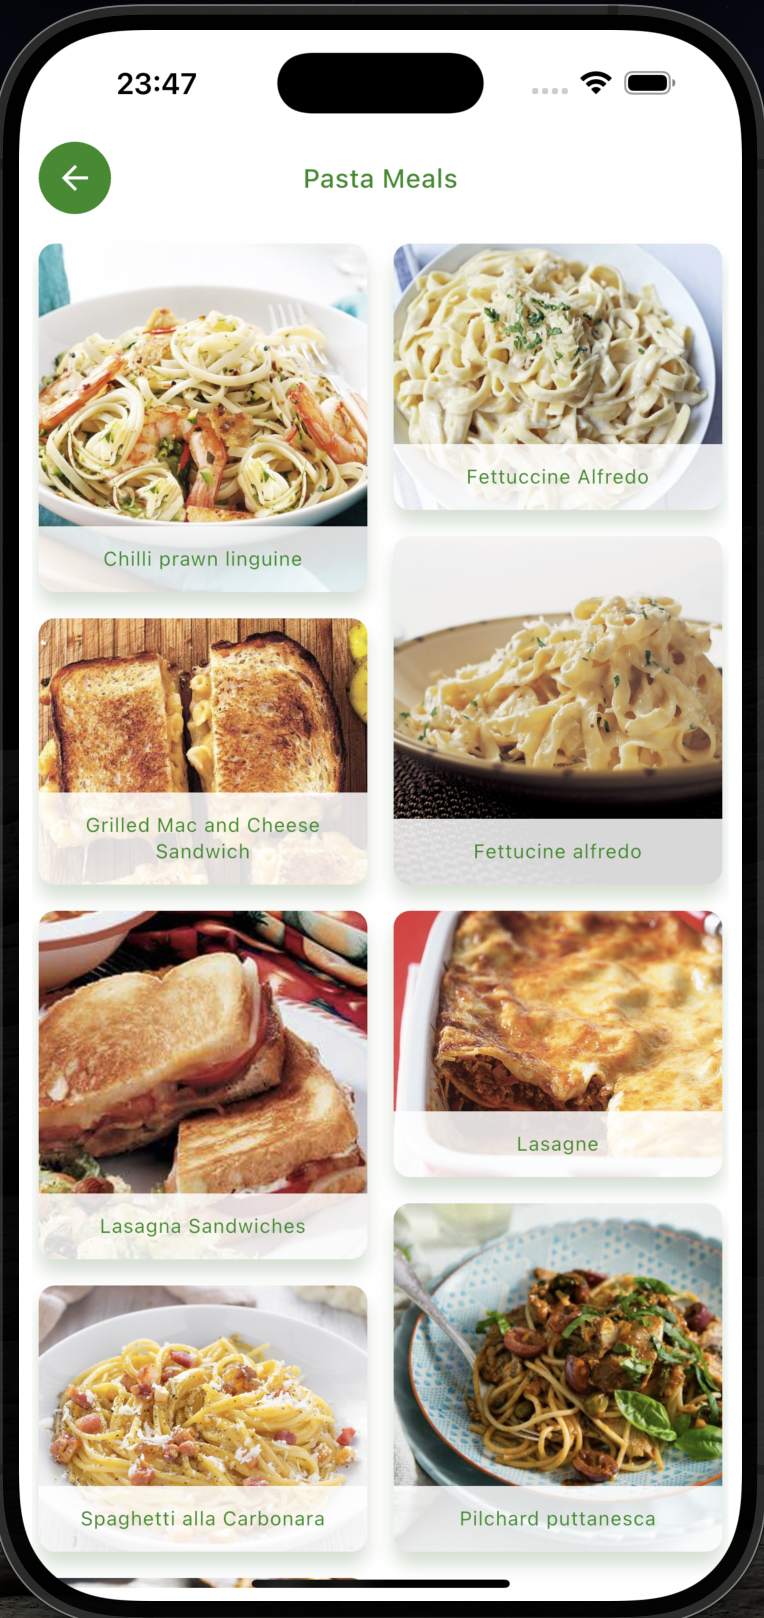 23:47
Pasta Meals
Chilli prawn linguine
Fettuccine Alfredo
Grilled Mac and Cheese
Sandwich
Fettucine alfredo
Lasagna Sandwiches
Lasagne
Spaghetti alla Carbonara
Pilchard puttanesca